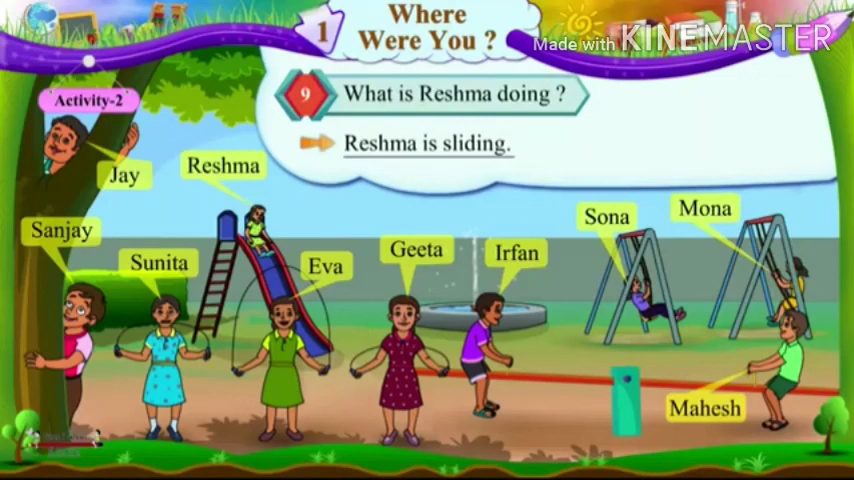 1
Where
Were You ?
Made with KINEMASTER
Activity-2
9
What is Reshma doing ?
Reshma is sliding.
Jay
Reshma
Sanjay
Sunita
Eva
Geeta
Irfan
Sona
Mona
Mahesh